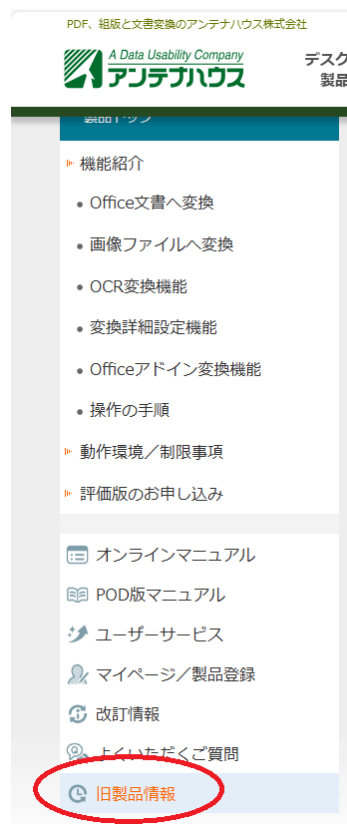 PDF、組版と文書変換のアンテナハウス株式会社
A Data Usability Company
アンテナハウス
デスク
製品
製品トップ
機能紹介
Office文書へ変換
画像ファイルへ変換
OCR変換機能
変換詳細設定機能
Officeアドイン変換機能
操作の手順
動作環境／制限事項
評価版のお申し込み
オンラインマニュアル
POD版マニュアル
ユーザーサービス
マイページ／製品登録
改訂情報
よくいただくご質問
旧製品情報